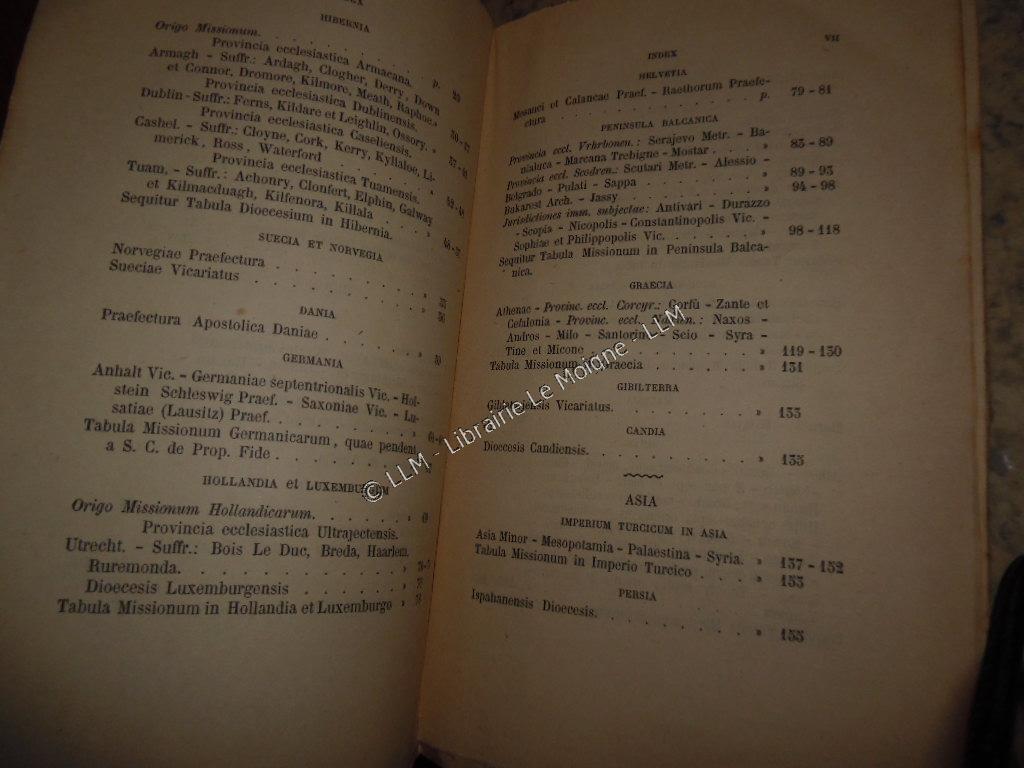 HIBERNIA
Origo Missionum.
Provincia ecclesiastica Armacana. p. 29
Armagh - Suffr.: Ardagh, Clogher, Derry, Down
et Connor, Dromore, Kilmore, Meath, Raphoe.
Provincia ecclesiastica Dublinensis.
Dublin - Suffr.: Ferns, Kildare et Leighlin, Ossory. »
Provincia ecclesiastica Caseliensis.
Cashel. - Suffr.: Cloyne, Cork, Kerry, Kyllaloe, Li-
merick, Ross, Waterford
Provincia ecclesiastica Tuamensis.
Tuam. - Suffr.: Achonry, Clonfert, Elphin, Galway
et Kilmacduagh, Kilfenora, Killala . . . »
Sequitur Tabula Dioecesium in Hibernia.
SUECIA ET NORVEGIA
Norvegiae Praefectura . . . . . . . . »
Sueciae Vicariatus . . . . . . . . . »
DANIA
Praefectura Apostolica Daniae . . . . . »
GERMANIA
Anhalt Vic. - Germaniae septentrionalis Vic. - Hol-
stein Schleswig Praef. - Saxoniae Vic. - Lu-
satiae (Lausitz) Praef. . . . . . . . .
Tabula Missionum Germanicarum, quae pendent
a S. C. de Prop. Fide . . . . . . . . »
HOLLANDIA et LUXEMBURGUM
Origo Missionum Hollandicarum. . . . . . »
Provincia ecclesiastica Ultrajectensis.
Utrecht. - Suffr.: Bois Le Duc, Breda, Haarlem,
Ruremonda. . . . . . . . . . . »
Dioecesis Luxemburgensis . . . . . . »
Tabula Missionum in Hollandia et Luxemburgo »
INDEX VII
HELVETIA
Mesauci et Calancae Praef. - Raethorum Praefe-
ctura . . . . . . . . . . . p. 79 - 81
PENINSULA BALCANICA
Provincia eccl. Vrhrbonen.: Serajevo Metr. - Ba-
nialuca - Marcana Trebigne - Mostar . . . » 83 - 89
Provincia eccl. Scodren.: Scutari Metr. - Alessio -
Belgrado - Pulati - Sappa . . . . . . » 89 - 93
Bukarest Arch. - Jassy . . . . . . . » 94 - 98
Jurisdictiones imm. subjectae: Antivari - Durazzo
- Scopia - Nicopolis - Constantinopolis Vic. -
Sophiae et Philippopolis Vic. . . . . . » 98 - 118
Sequitur Tabula Missionum in Peninsula Balca-
nica.
GRAECIA
Athenae - Provinc. eccl. Corcyr.: Corfù - Zante et
Cefalonia - Provinc. eccl. Naxien.: Naxos -
Andros - Milo - Santorino - Scio - Syra -
Tine et Micone . . . . . . . . » 119 - 130
Tabula Missionum in Graecia . . . . . » 131
GIBILTERRA
Gibiltariensis Vicariatus. . . . . . . . » 133
CANDIA
Dioecesis Candiensis. . . . . . . . . » 135
ASIA
IMPERIUM TURCICUM IN ASIA
Asia Minor - Mesopotamia - Palaestina - Syria. » 137 - 152
Tabula Missionum in Imperio Turcico . . . » 153
PERSIA
Ispahanensis Dioecesis. . . . . . . . . » 155
© LLM - Librairie Le Moigne - LLM